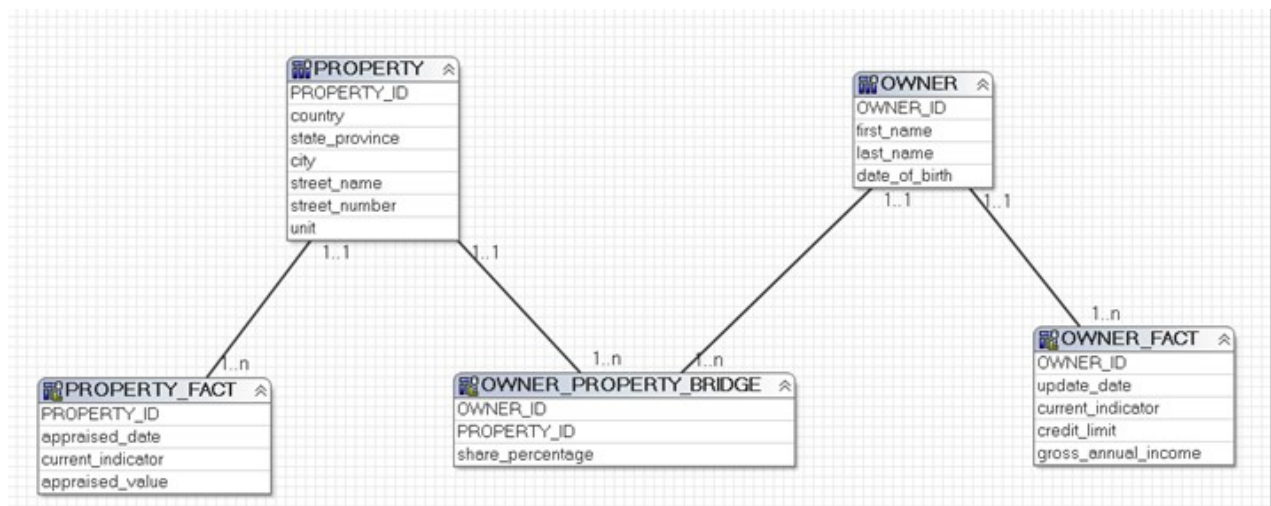 PROPERTY
PROPERTY_ID
country
state_province
city
street_name
street_number
unit
1..1
1..1
OWNER
OWNER_ID
first_name
last_name
date_of_birth
1..1
1..1
1..n
PROPERTY_FACT
PROPERTY_ID
appraised_date
current_indicator
appraised_value
1..n
1..n
OWNER_PROPERTY_BRIDGE
OWNER_ID
PROPERTY_ID
share_percentage
1..n
OWNER_FACT
OWNER_ID
update_date
current_indicator
credit_limit
gross_annual_income